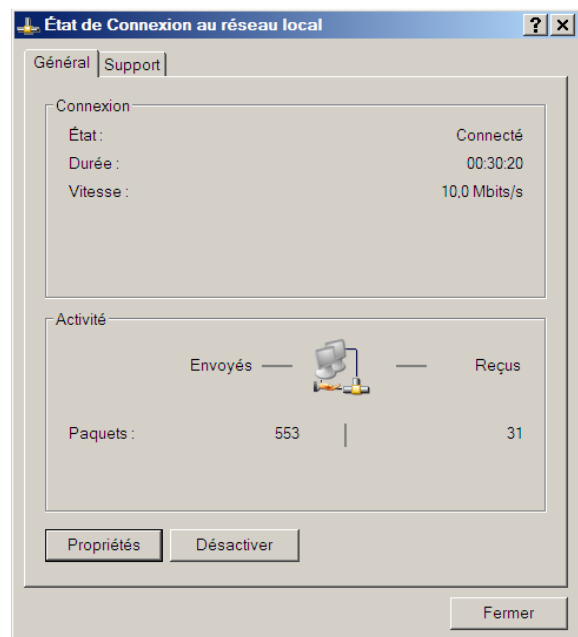 État de Connexion au réseau local
Général Support
Connexion
État : Connecté
Durée : 00:30:20
Vitesse : 10,0 Mbits/s
Activité
Envoyés Reçus
Paquets : 553 31
Propriétés Désactiver
Fermer